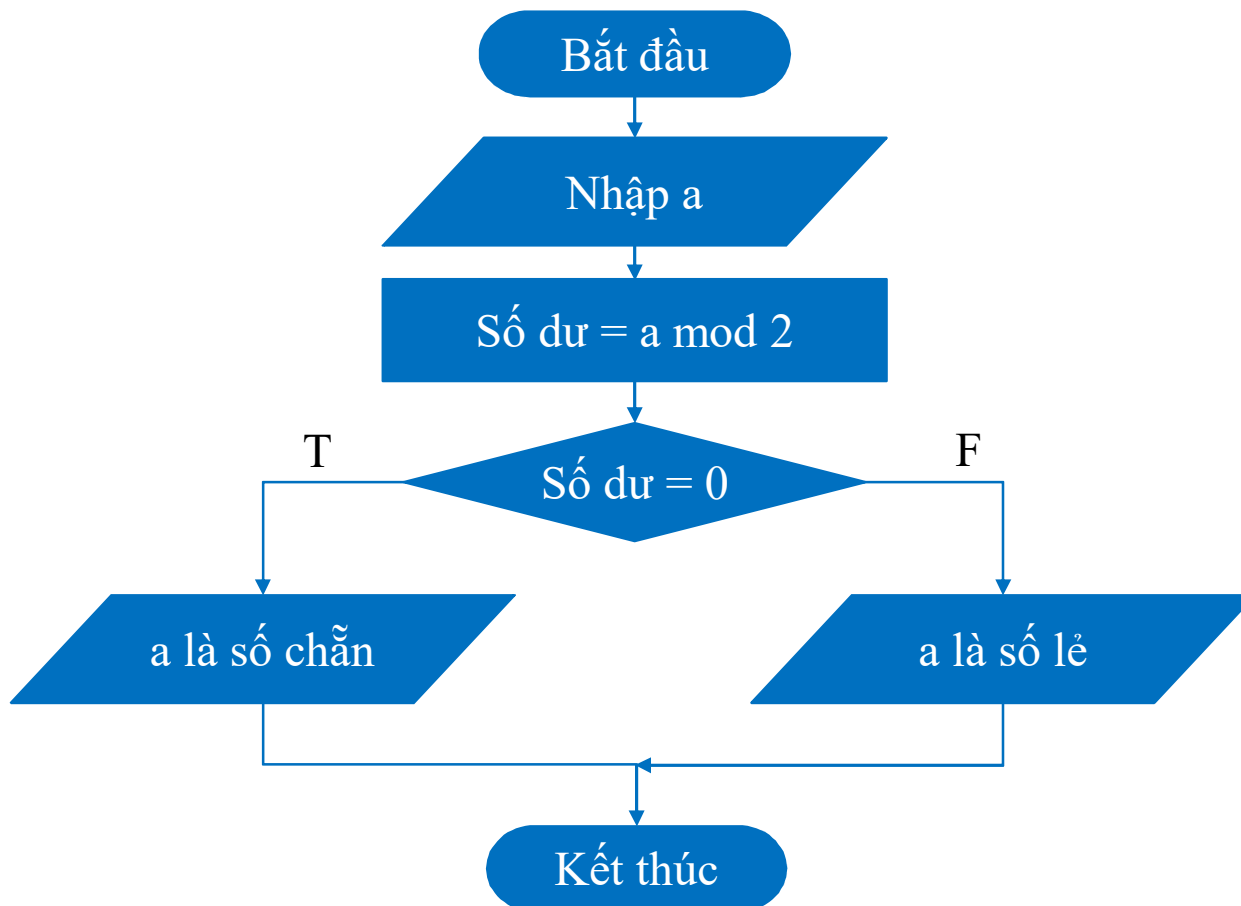 Bắt đầu
Nhập a
Số dư = a mod 2
T
F
Số dư = 0
a là số chẵn
a là số lẻ
Kết thúc